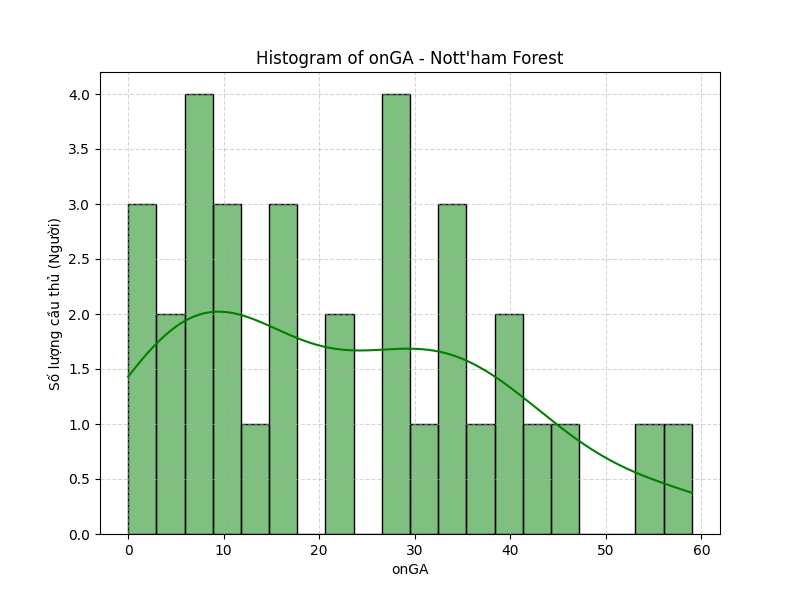 Histogram of onGA - Nott'ham Forest
Số lượng cầu thủ (Người)
4.0
3.5
3.0
2.5
2.0
1.5
1.0
0.5
0.0
0 10 20 30 40 50 60
onGA